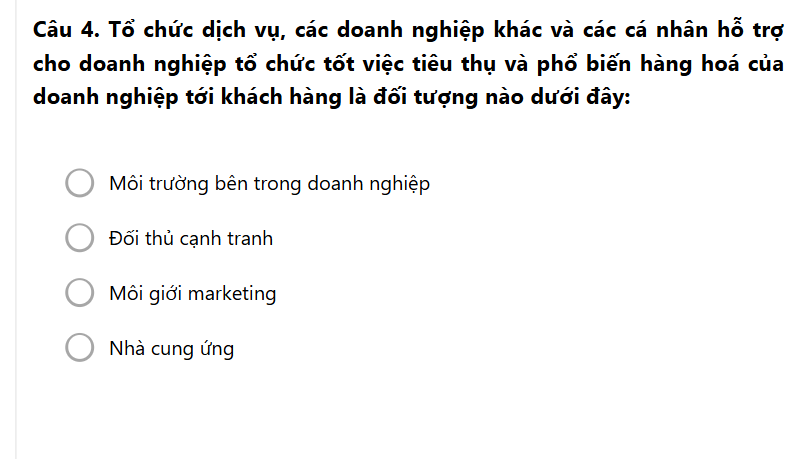 Câu 4. Tổ chức dịch vụ, các doanh nghiệp khác và các cá nhân hỗ trợ
cho doanh nghiệp tổ chức tốt việc tiêu thụ và phổ biến hàng hoá của
doanh nghiệp tới khách hàng là đối tượng nào dưới đây:
Môi trường bên trong doanh nghiệp
Đối thủ cạnh tranh
Môi giới marketing
Nhà cung ứng